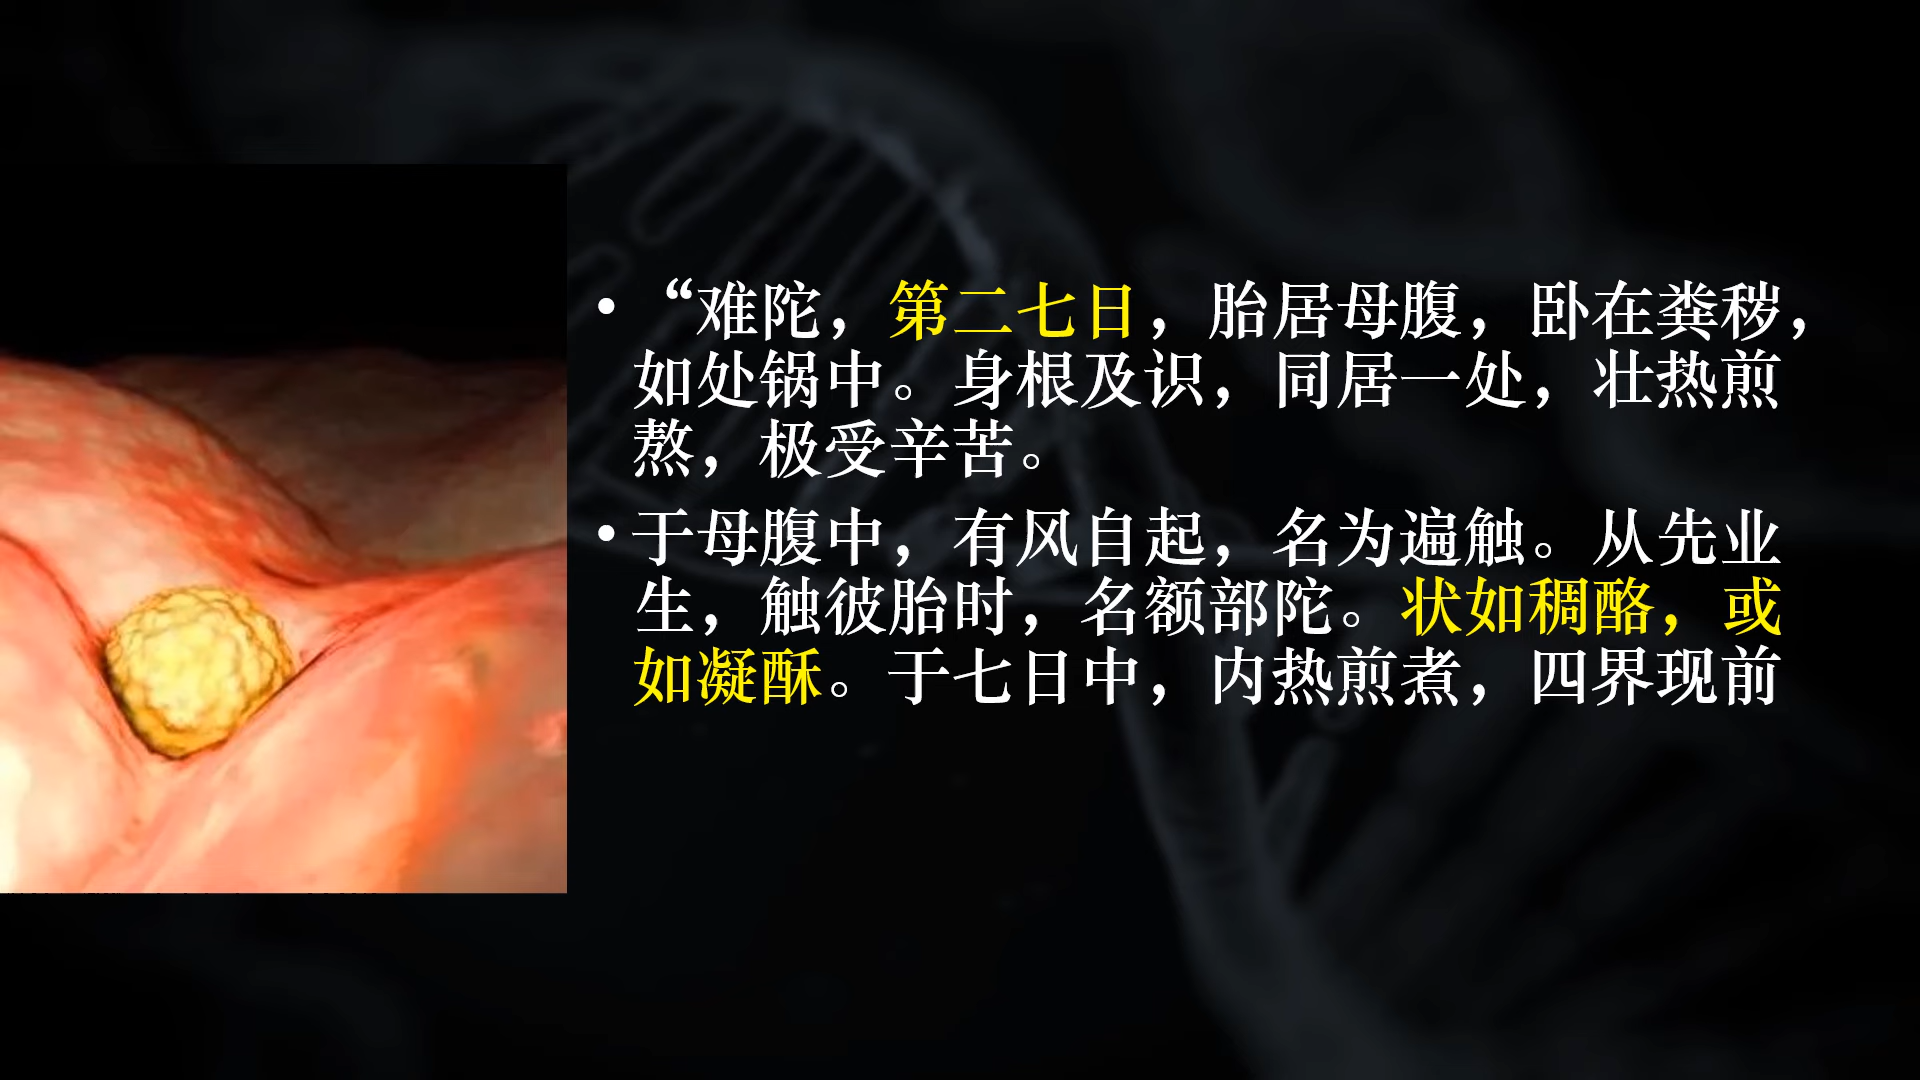 • “难陀，第二七日，胎居母腹，卧在粪秽，
如处锅中。身根及识，同居一处，壮热煎
熬，极受辛苦。
• 于母腹中，有风自起，名为遍触。从先业
生，触彼胎时，名额部陀。状如稠酪，或
如凝酥。于七日中，内热煎煮，四界现前